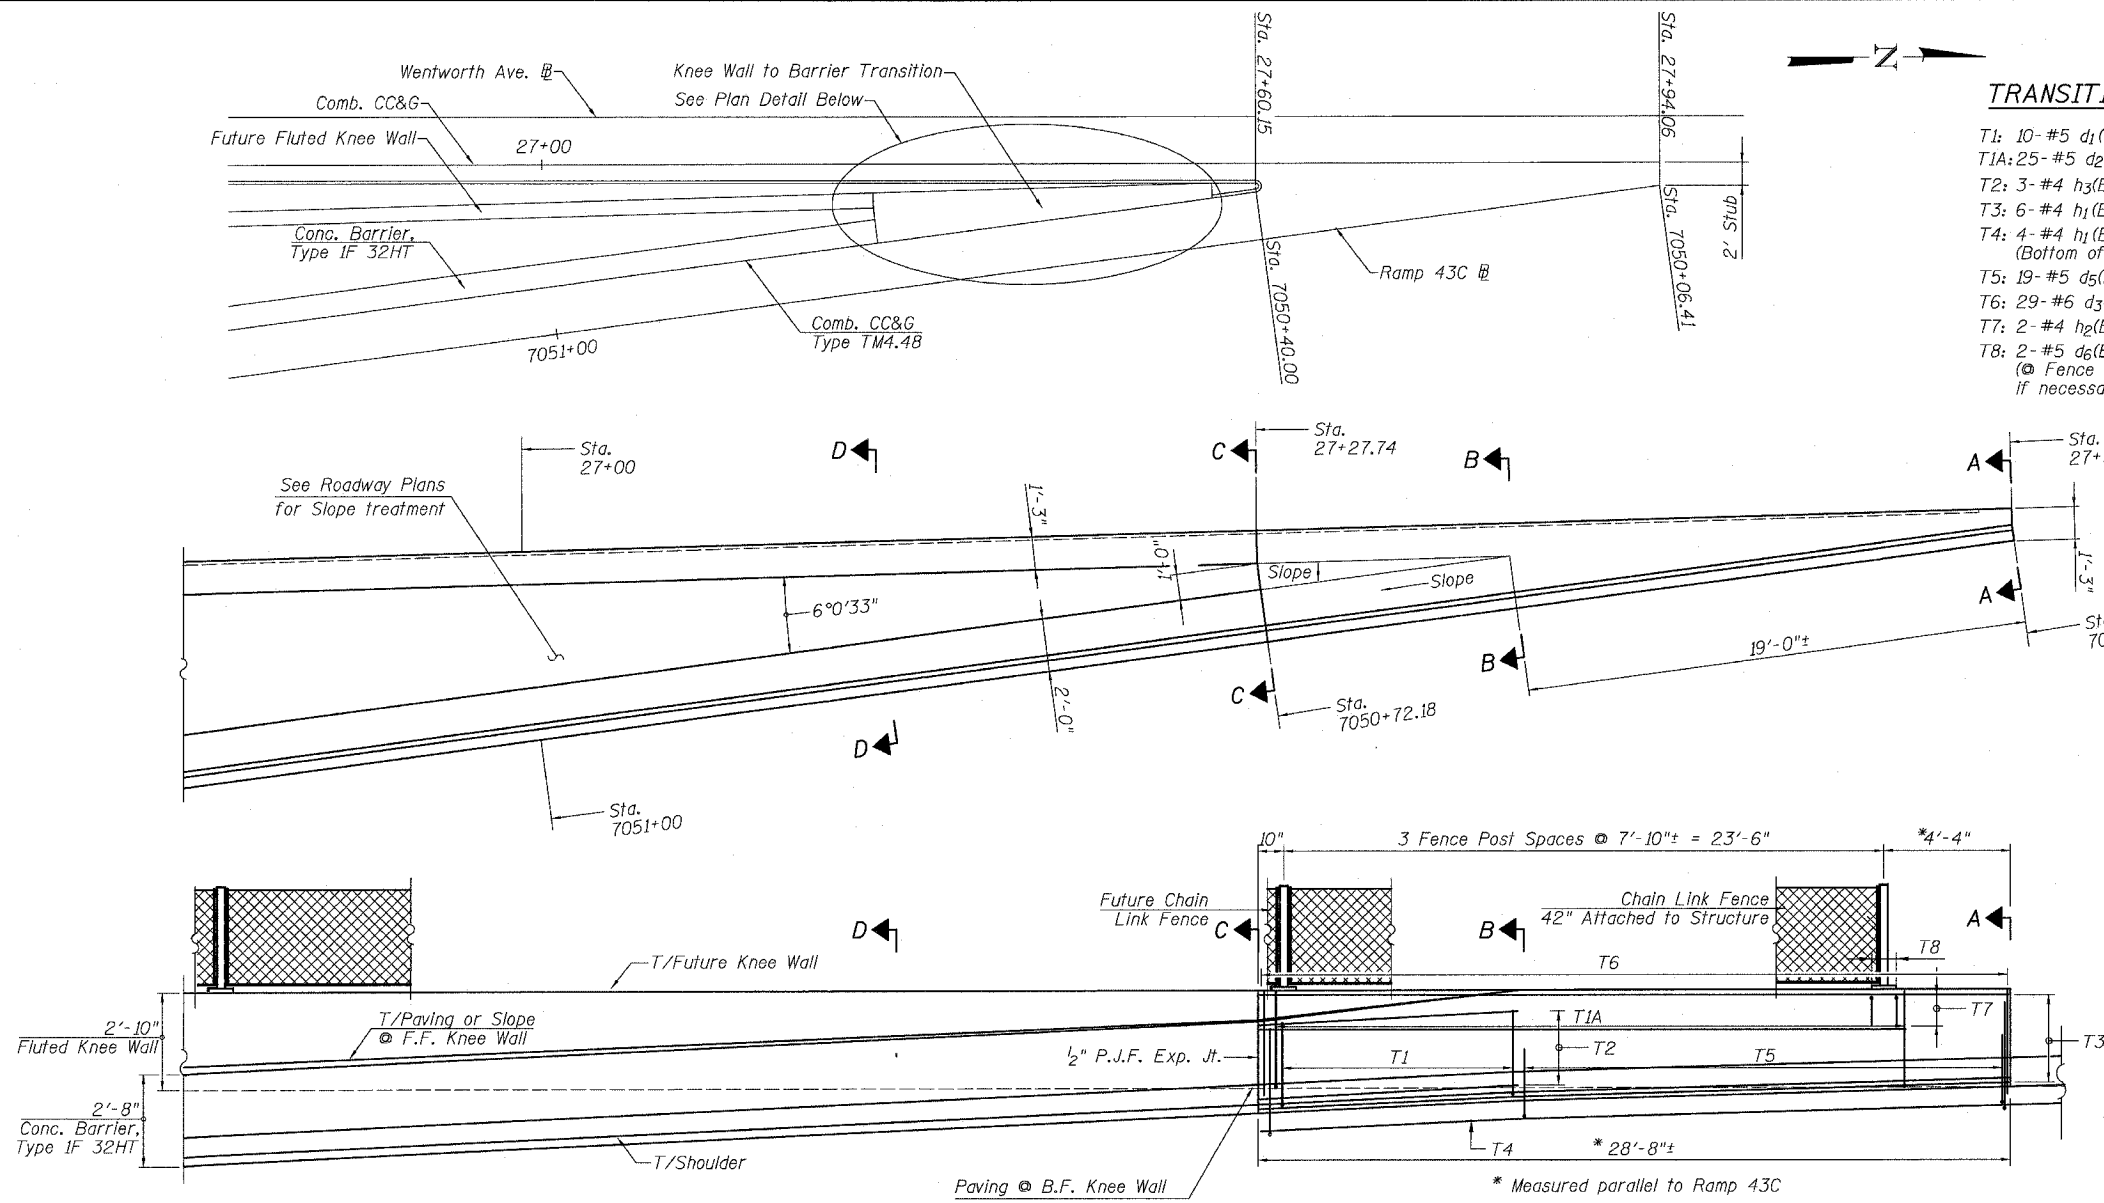 Sta. 27+60.15
Sta. 27+94.06
Z
Wentworth Ave. ℄
Knee Wall to Barrier Transition
See Plan Detail Below
Comb. CC&G
Future Fluted Knee Wall
27+00
TRANSITI
T1: 10-#5 d1(
T1A: 25-#5 d2
T2: 3-#4 h3(E
T3: 6-#4 h1(E
T4: 4-#4 h1(E
(Bottom of
T5: 19-#5 d5(
T6: 29-#6 d3
T7: 2-#4 h2(E
T8: 2-#5 d6(E
(@ Fence
if necessa
2' Stub
Conc. Barrier,
Type 1F 32HT
Sta. 7050+40.00
Sta. 7050+06.41
Ramp 43C ℄
Comb. CC&G
Type TM4.48
7051+00
Sta.
27+00
D
C
Sta.
27+27.74
B
A
Sta.
27+
See Roadway Plans
for Slope treatment
1'-3"
1'-0"
Slope
Slope
1'-3"
6°0'33"
A
B
19'-0"±
St
70
C
2'-0"
Sta.
7050+72.18
D
Sta.
7051+00
10"
3 Fence Post Spaces @ 7'-10"± = 23'-6"
*4'-4"
Future Chain
Link Fence
Chain Link Fence
42" Attached to Structure
D
C
B
A
T8
T/Future Knee Wall
T6
T7
2'-10"
Fluted Knee Wall
T/Paving or Slope
@ F.F. Knee Wall
T1A
T2
T3
½" P.J.F. Exp. Jt.
T1
T5
2'-8"
Conc. Barrier,
Type 1F 32HT
T/Shoulder
T4
* 28'-8"±
Paving @ B.F. Knee Wall
* Measured parallel to Ramp 43C